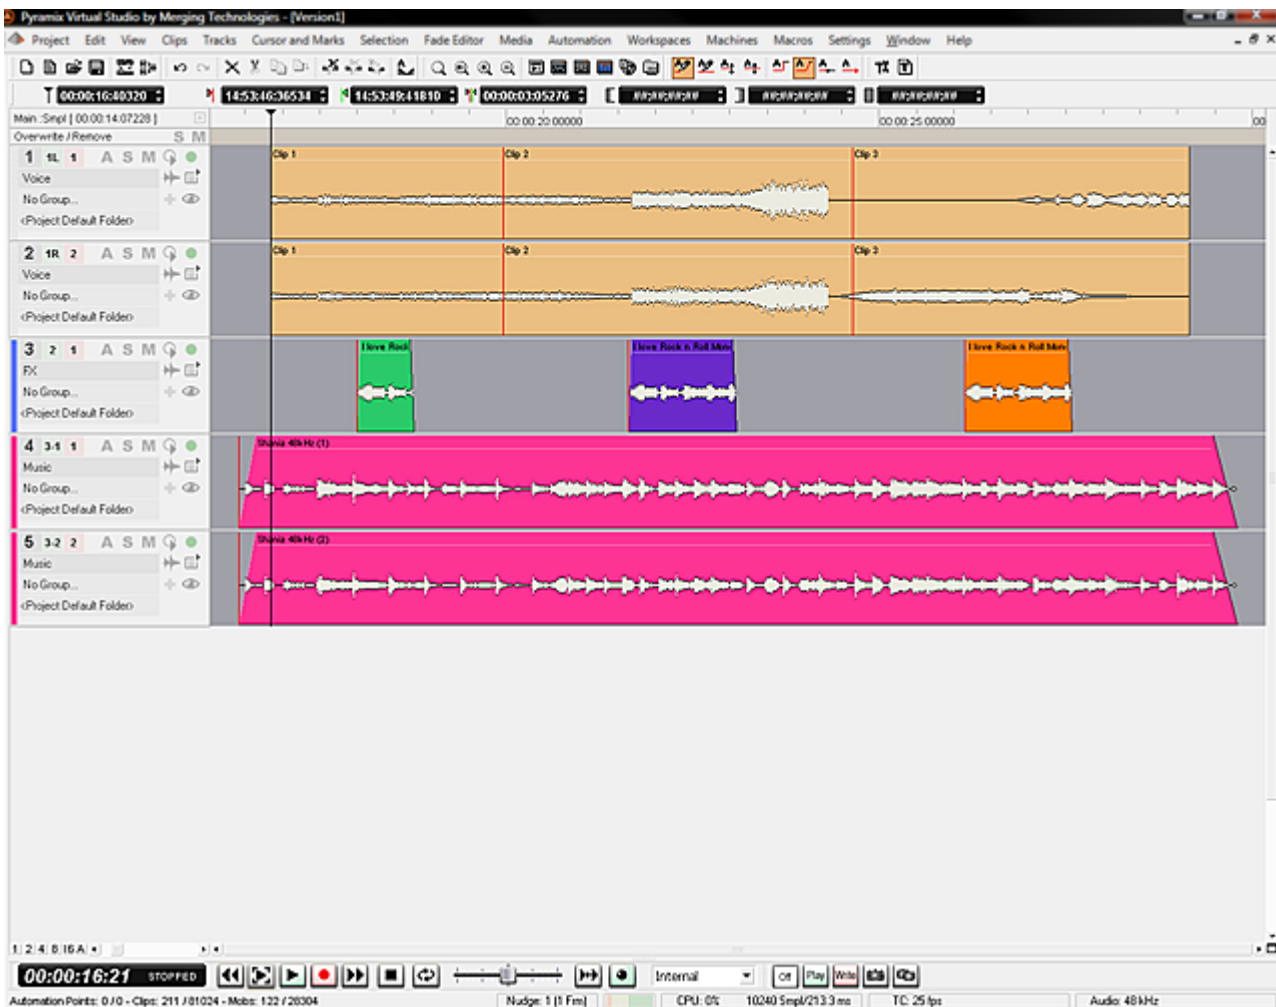 Pyramix Virtual Studio by Merging Technologies - [Version1]
Project Edit View Clips Tracks Cursor and Marks Selection Fade Editor Media Automation Workspaces Machines Macros Settings Window Help
00:00:16:40320 14:53:46:36534 14:53:49:41810 00:00:03:05276 ##:##:##:## ##:##:##:## ##:##:##:##
Main :Smpl [ 00:00:14:07228 ] 00:00:20:00000 00:00:25:00000
Overwrite / Remove S M
1 1L 1 A S M Clip 1 Clip 2 Clip 3
Voice
No Group...
<Project Default Folder>
2 1R 2 A S M Clip 1 Clip 2 Clip 3
Voice
No Group...
<Project Default Folder>
3 2 1 A S M I love Rock I love Rock n Roll Mon I love Rock n Roll Mon
FX
No Group...
<Project Default Folder>
4 3-1 1 A S M Shania 48kHz (1)
Music
No Group...
<Project Default Folder>
5 3-2 2 A S M Shania 48kHz (2)
Music
No Group...
<Project Default Folder>
1 2 4 8 16 A
00:00:16:21 STOPPED Internal Off Play Write
Automation Points: 0 / 0 - Clips: 211 / 81024 - Mobs: 122 / 28304 Nudge: 1 [1 Frm] CPU: 0% 10240 Smpl/213.3 ms TC: 25 fps Audio: 48 kHz